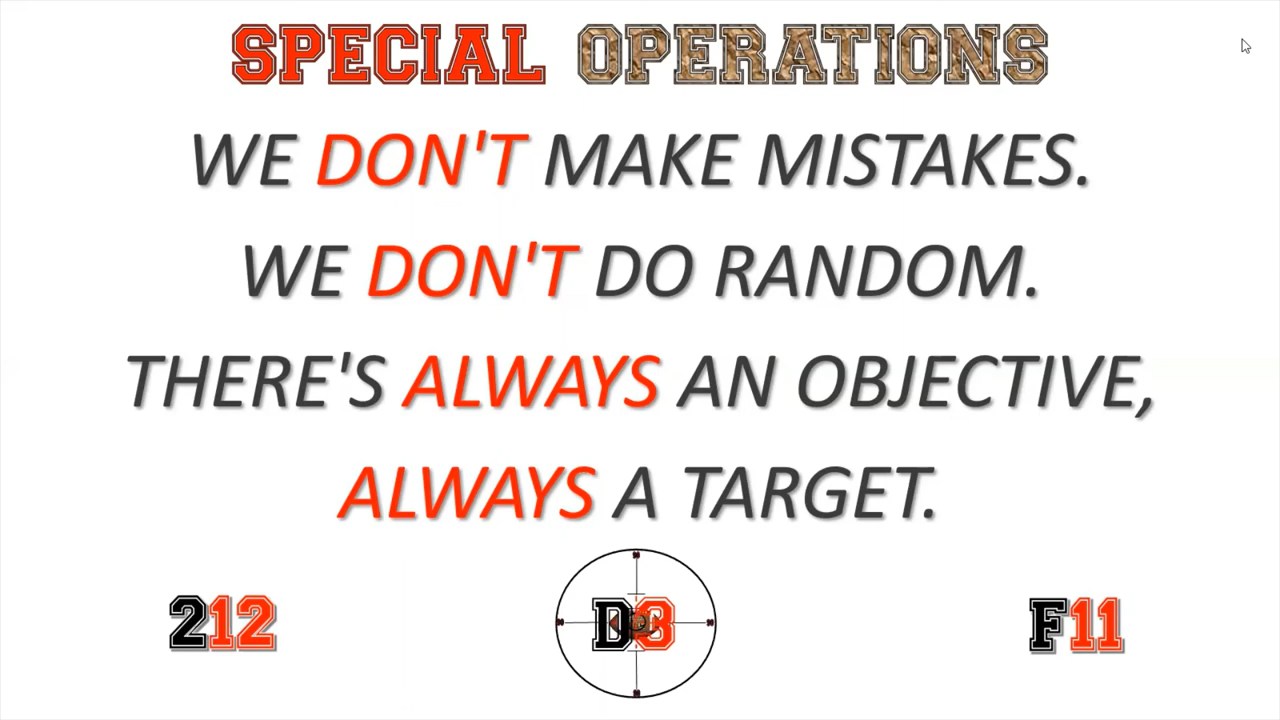 SPECIAL OPERATIONS
WE DON'T MAKE MISTAKES.
WE DON'T DO RANDOM.
THERE'S ALWAYS AN OBJECTIVE,
ALWAYS A TARGET.
212
D3
F11